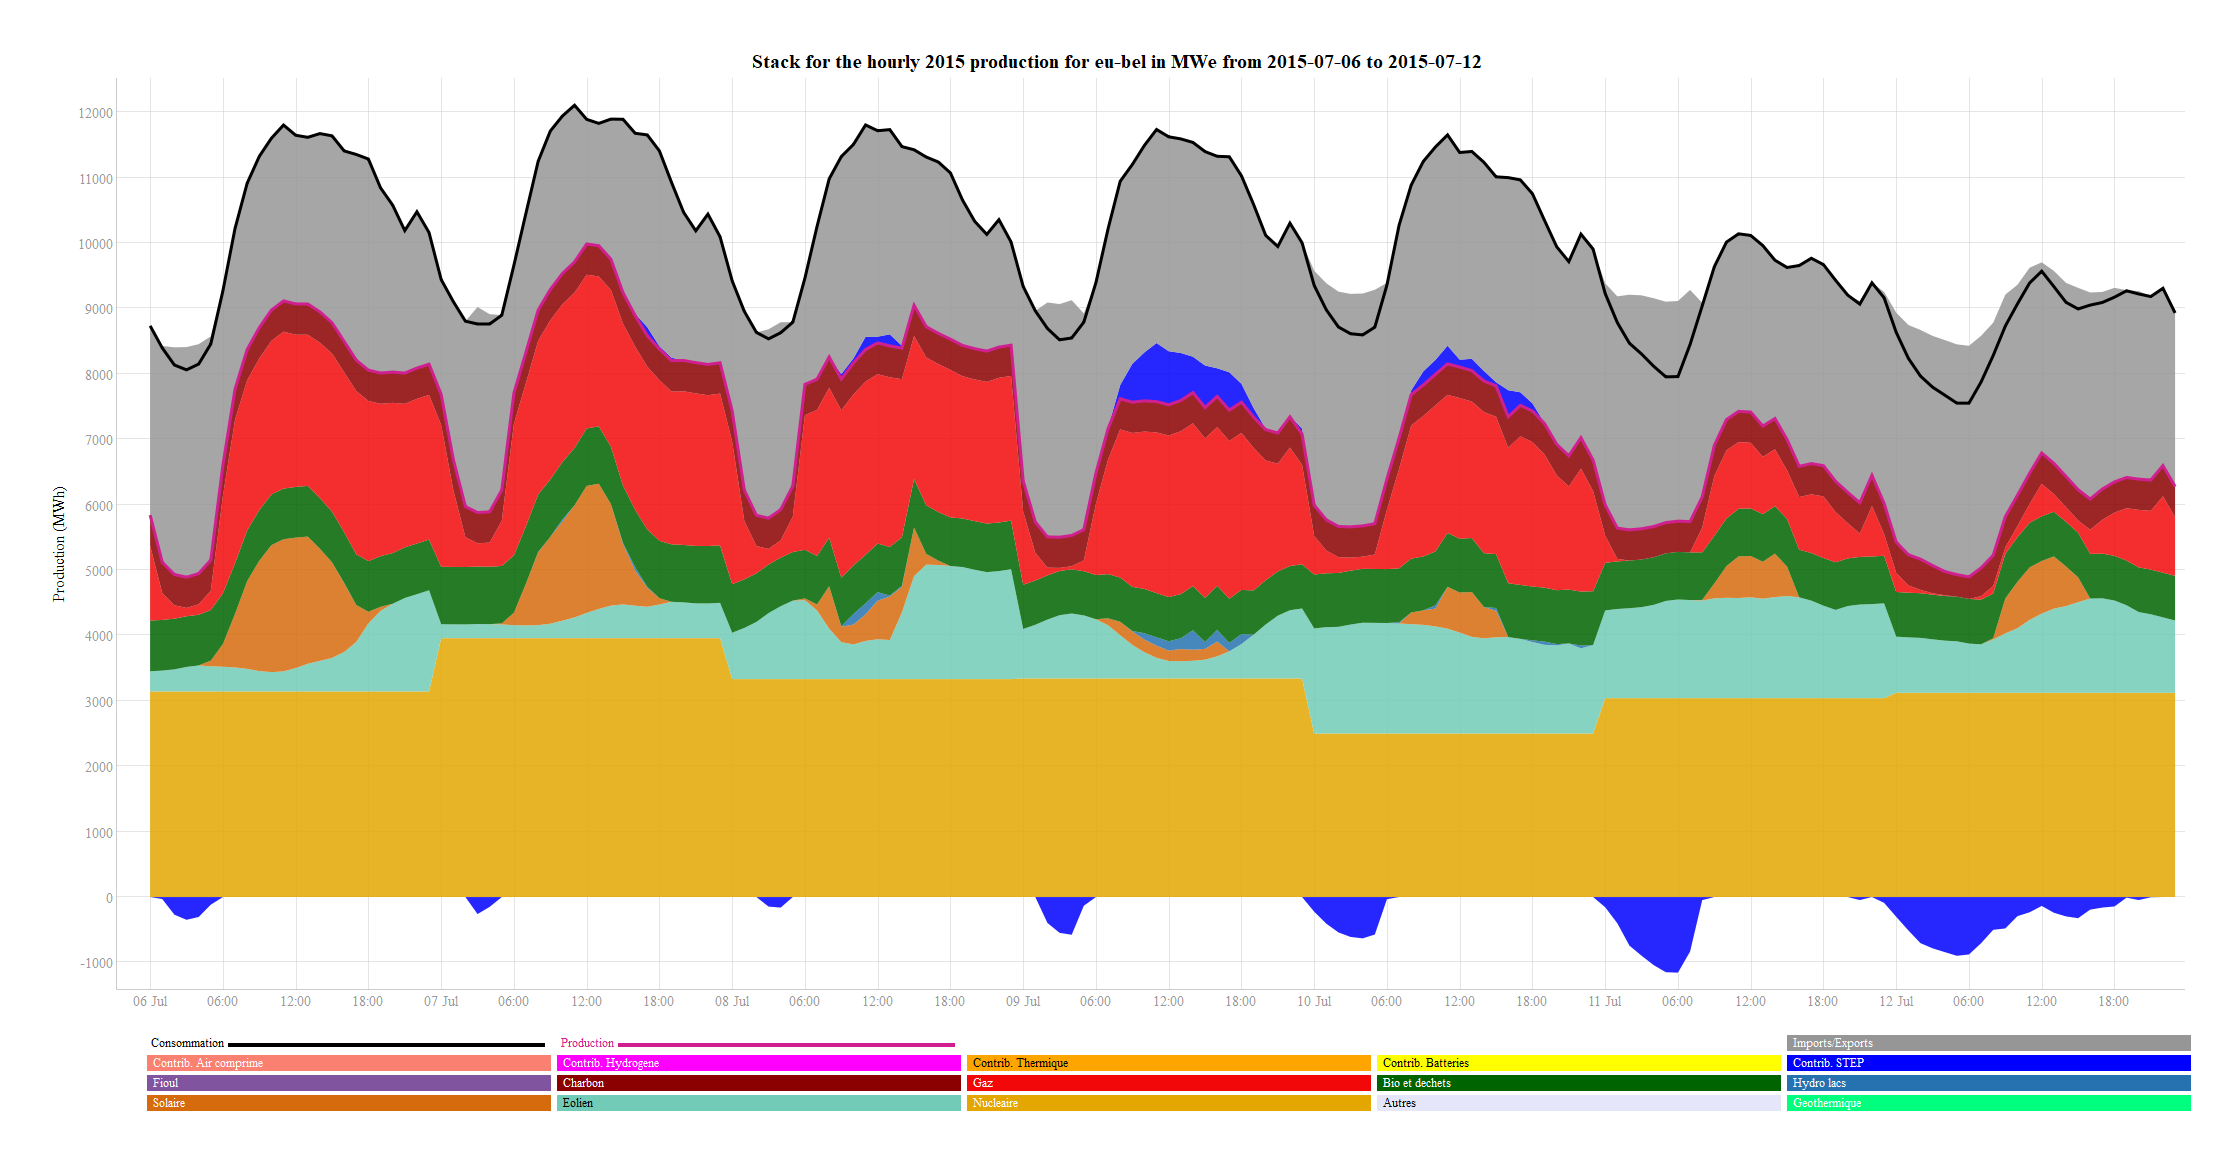 Stack for the hourly 2015 production for eu-bel in MWe from 2015-07-06 to 2015-07-12
12000
11000
10000
9000
8000
7000
6000
5000
4000
3000
2000
1000
0
-1000
Production (MWh)
06 Jul 06:00 12:00 18:00 07 Jul 06:00 12:00 18:00 08 Jul 06:00 12:00 18:00 09 Jul 06:00 12:00 18:00 10 Jul 06:00 12:00 18:00 11 Jul 06:00 12:00 18:00 12 Jul 06:00 12:00 18:00
Consommation Production Imports/Exports
Contrib. Air comprime Contrib. Hydrogene Contrib. Thermique Contrib. Batteries Contrib. STEP
Fioul Charbon Gaz Bio et dechets Hydro lacs
Solaire Eolien Nucleaire Autres Geothermique